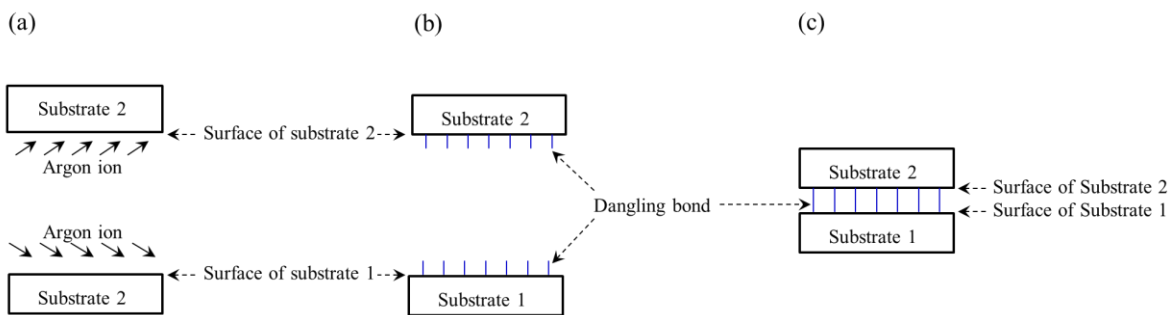 (a)
(b)
(c)
Substrate 2
Surface of substrate 2
Argon ion
Argon ion
Surface of substrate 1
Substrate 2
Substrate 2
Dangling bond
Substrate 1
Substrate 2
Surface of Substrate 2
Surface of Substrate 1
Substrate 1